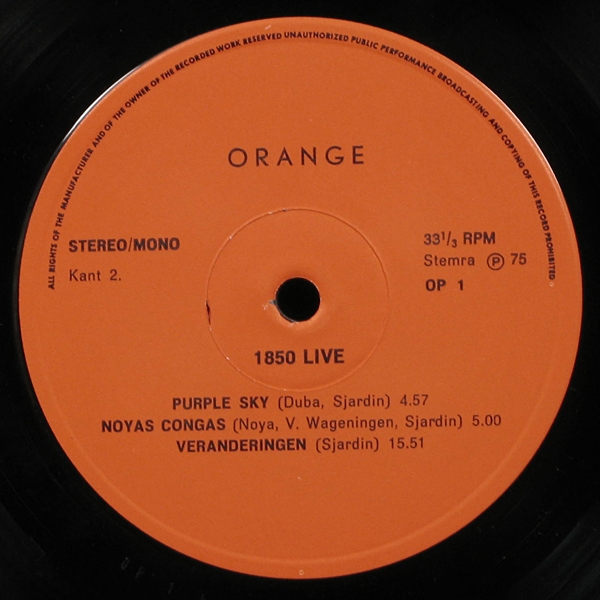 ALL RIGHTS OF THE MANUFACTURER AND OF THE OWNER OF THE RECORDED WORK RESERVED UNAUTHORIZED PUBLIC PERFORMANCE BROADCASTING AND COPYING OF THIS RECORD PROHIBITED
ORANGE
STEREO/MONO
Kant 2.
33 1/3 RPM
Stemra Ⓟ 75
OP 1
1850 LIVE
PURPLE SKY (Duba, Sjardin) 4.57
NOYAS CONGAS (Noya, V. Wageningen, Sjardin) 5.00
VERANDERINGEN (Sjardin) 15.51